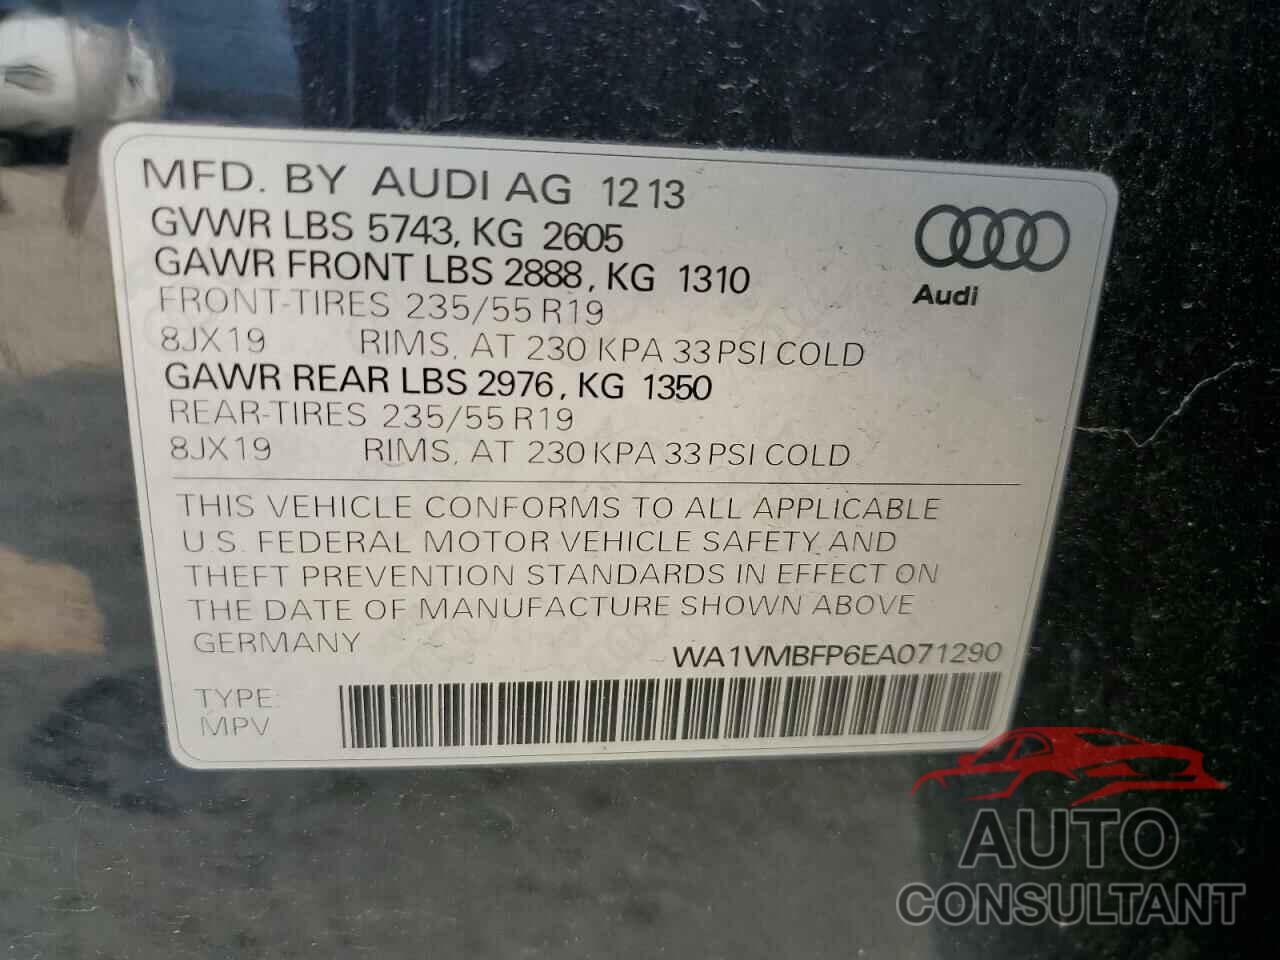 MFD. BY AUDI AG 12 13
GVWR LBS 5743, KG 2605
GAWR FRONT LBS 2888, KG 1310
FRONT-TIRES 235/55 R19
8JX19 RIMS, AT 230 KPA 33 PSI COLD
GAWR REAR LBS 2976, KG 1350
REAR-TIRES 235/55 R19
8JX19 RIMS, AT 230 KPA 33 PSI COLD
Audi
THIS VEHICLE CONFORMS TO ALL APPLICABLE
U.S. FEDERAL MOTOR VEHICLE SAFETY AND
THEFT PREVENTION STANDARDS IN EFFECT ON
THE DATE OF MANUFACTURE SHOWN ABOVE
GERMANY
WA1VMBFP6EA071290
TYPE:
MPV
AUTO
CONSULTANT